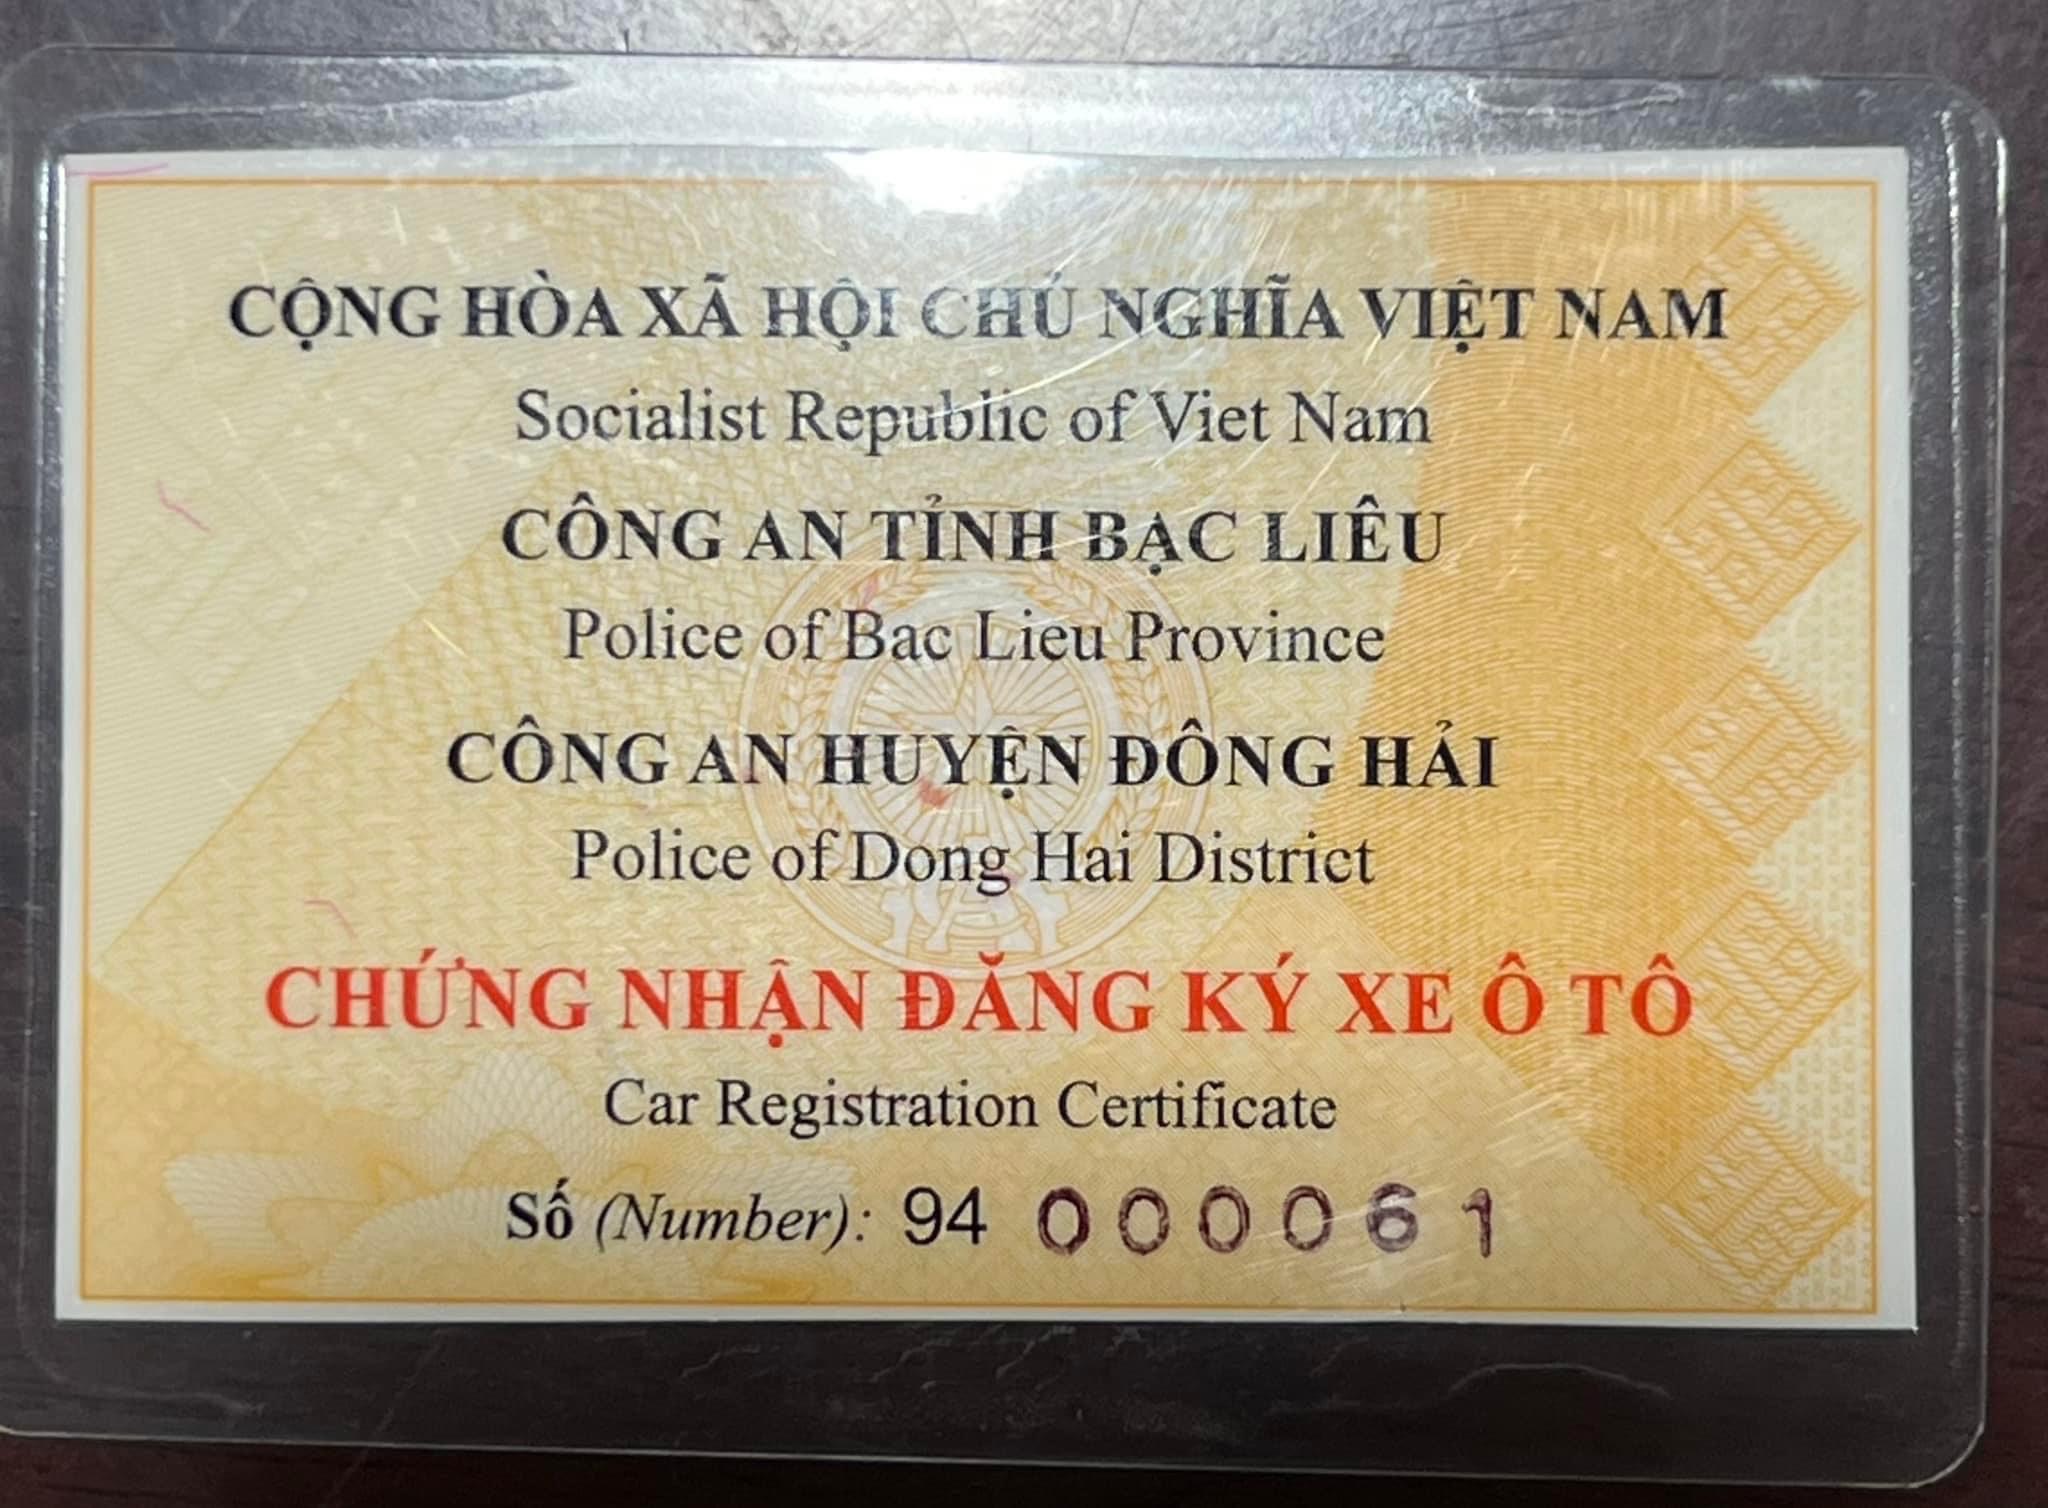 CỘNG HÒA XÃ HỘI CHỦ NGHĨA VIỆT NAM
Socialist Republic of Viet Nam
CÔNG AN TỈNH BẠC LIÊU
Police of Bac Lieu Province
CÔNG AN HUYỆN ĐÔNG HẢI
Police of Dong Hai District
CHỨNG NHẬN ĐĂNG KÝ XE Ô TÔ
Car Registration Certificate
Số (Number): 94 000061